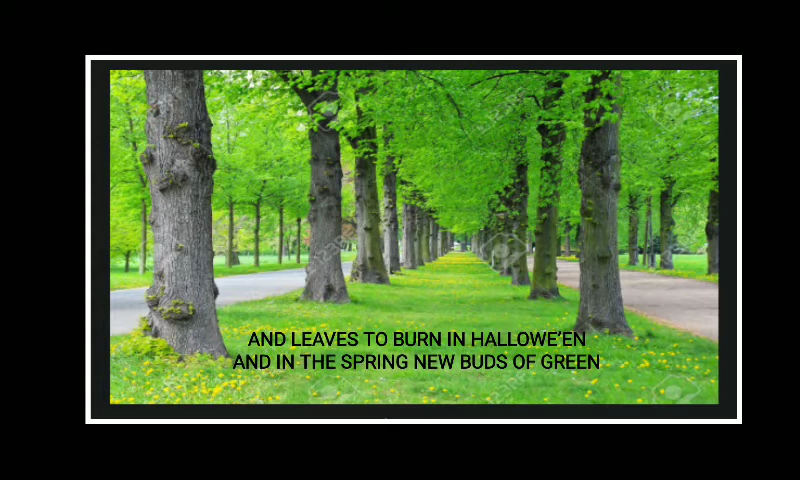 AND LEAVES TO BURN IN HALLOWE'EN
AND IN THE SPRING NEW BUDS OF GREEN